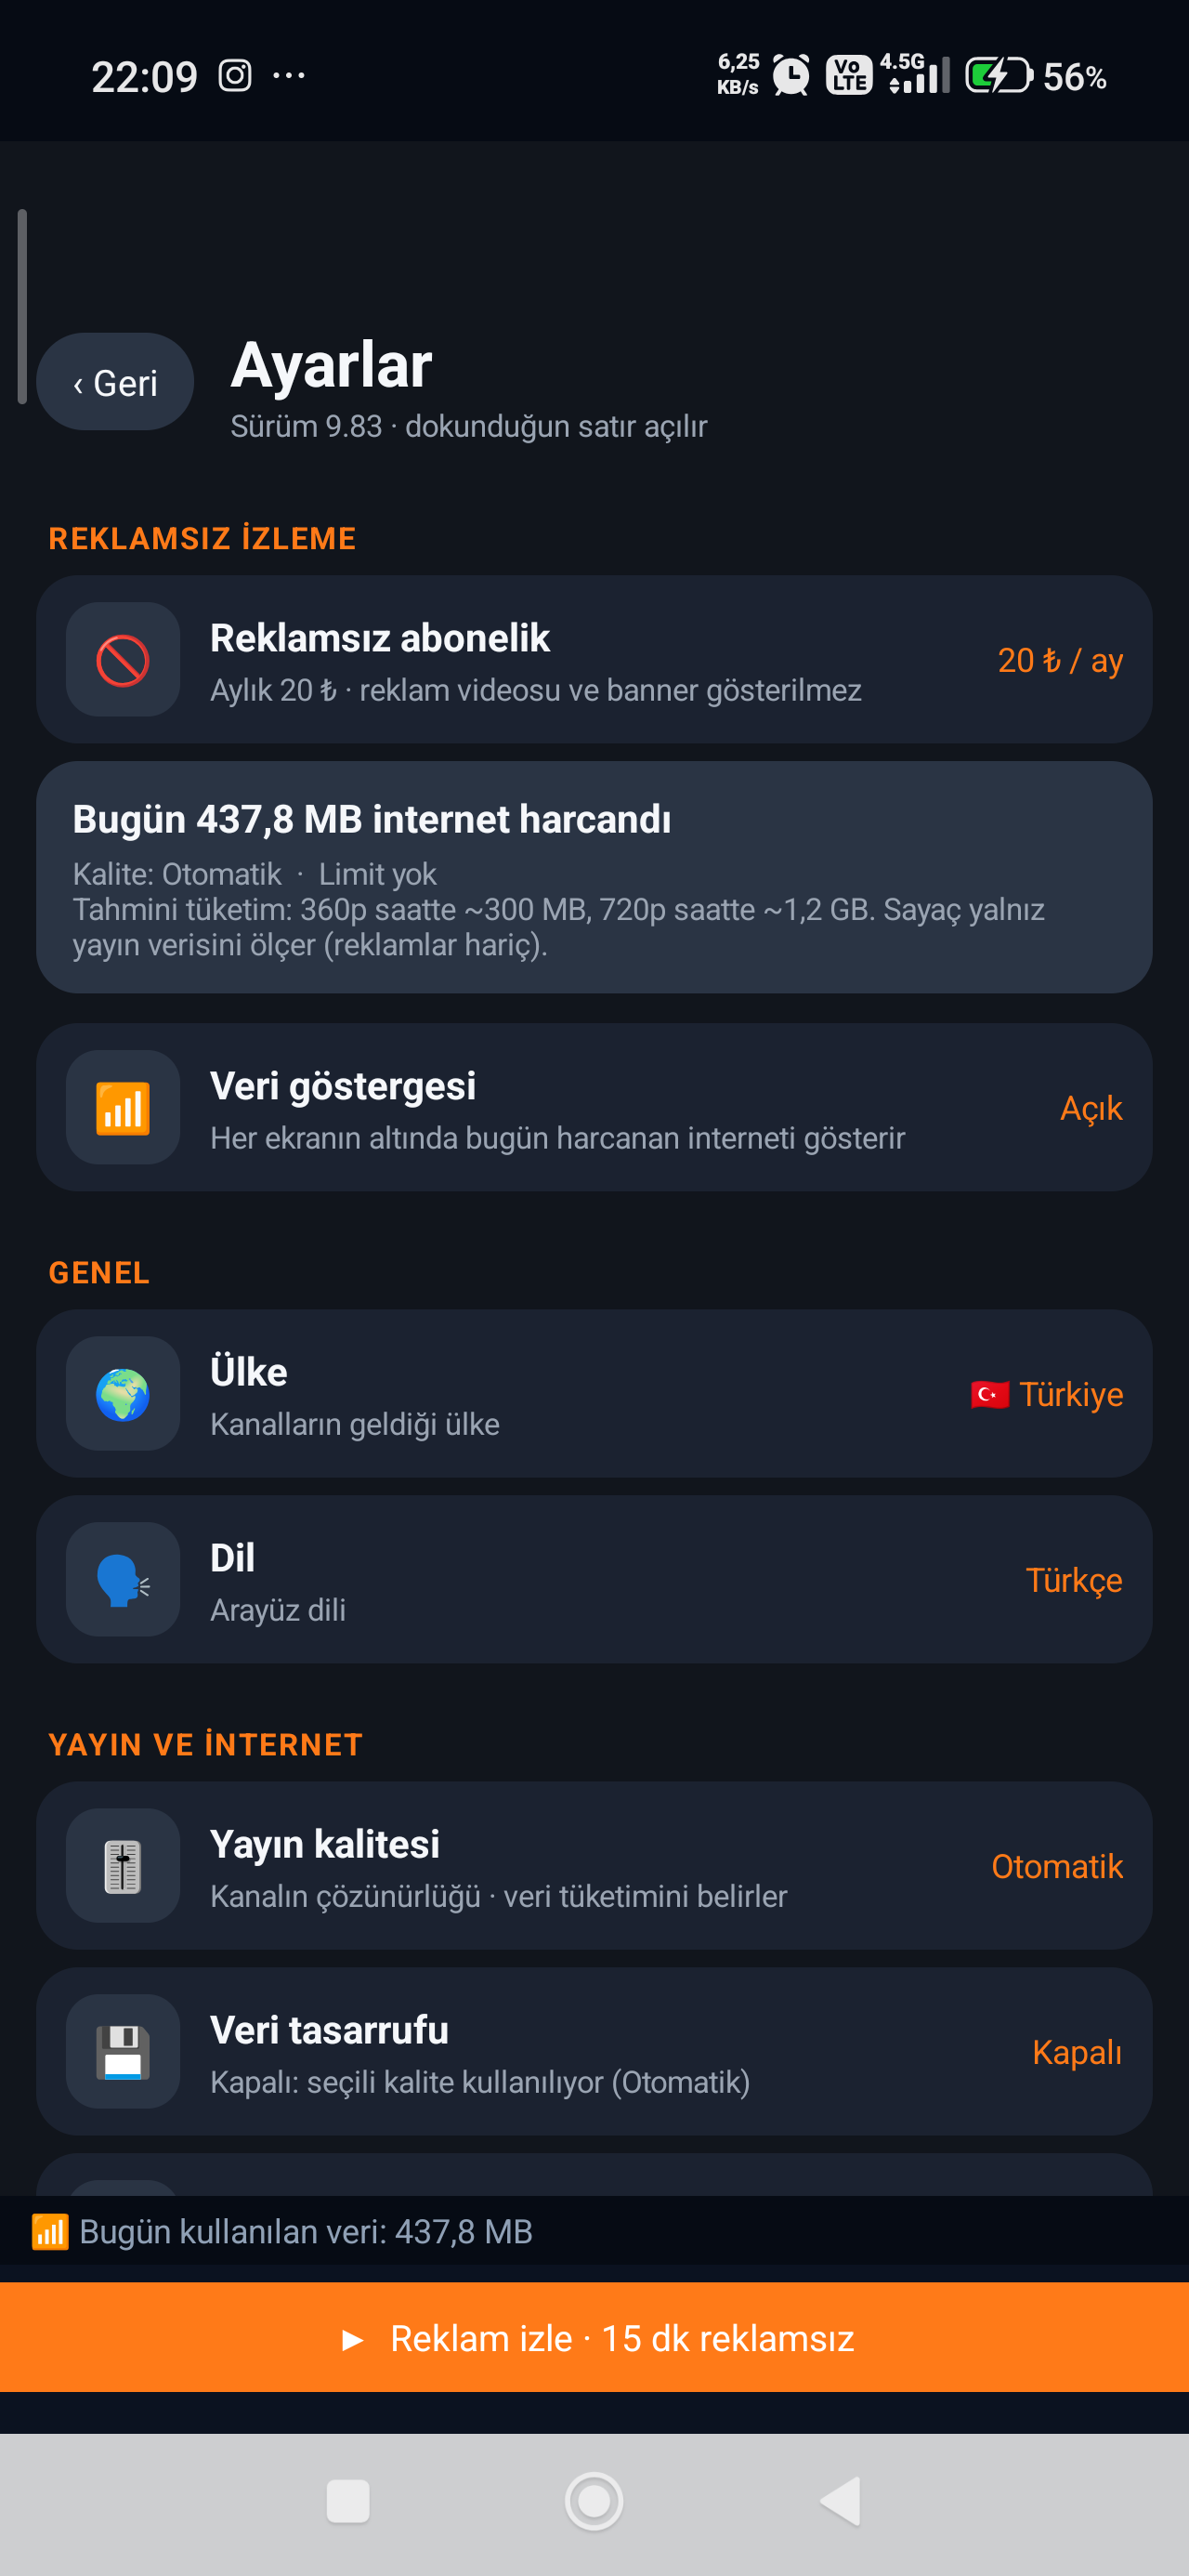 22:09 ...
6,25 KB/s
Vo LTE
4.5G
56%
‹ Geri
Ayarlar
Sürüm 9.83 · dokunduğun satır açılır
REKLAMSIZ İZLEME
Reklamsız abonelik
Aylık 20 ₺ · reklam videosu ve banner gösterilmez
20 ₺ / ay
Bugün 437,8 MB internet harcandı
Kalite: Otomatik · Limit yok
Tahmini tüketim: 360p saatte ~300 MB, 720p saatte ~1,2 GB. Sayaç yalnız
yayın verisini ölçer (reklamlar hariç).
Veri göstergesi
Her ekranın altında bugün harcanan interneti gösterir
Açık
GENEL
Ülke
Kanalların geldiği ülke
Türkiye
Dil
Arayüz dili
Türkçe
YAYIN VE İNTERNET
Yayın kalitesi
Kanalın çözünürlüğü · veri tüketimini belirler
Otomatik
Veri tasarrufu
Kapalı: seçili kalite kullanılıyor (Otomatik)
Kapalı
Bugün kullanılan veri: 437,8 MB
► Reklam izle · 15 dk reklamsız